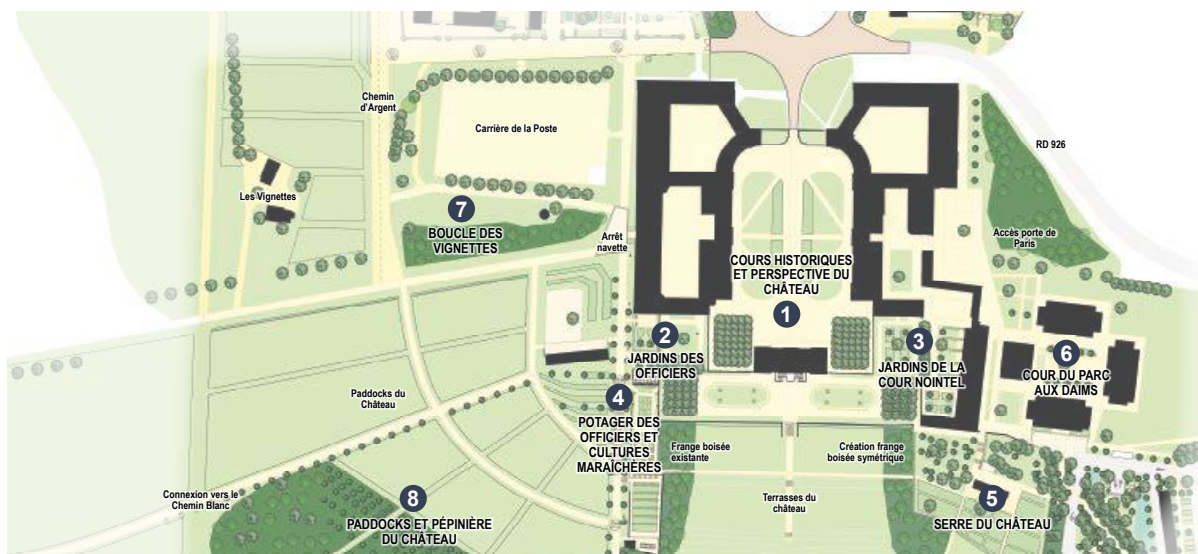 Chemin
d'Argent
Carrière de la Poste
RD 926
Les Vignettes
7
BOUCLE DES
VIGNETTES
Arrêt
navette
Accès porte de
Paris
COURS HISTORIQUES
ET PERSPECTIVE DU
CHÂTEAU
1
2
JARDINS DES
OFFICIERS
3
JARDINS DE LA
COUR NOINTEL
6
COUR DU PARC
AUX DAIMS
Paddocks du
Château
4
POTAGER DES
OFFICIERS ET
CULTURES
MARAÎCHÈRES
Frange boisée
existante
Création frange
boisée symétrique
Connexion vers le
Chemin Blanc
8
PADDOCKS ET PÉPINIÈRE
DU CHÂTEAU
Terrasses du
château
5
SERRE DU CHÂTEAU